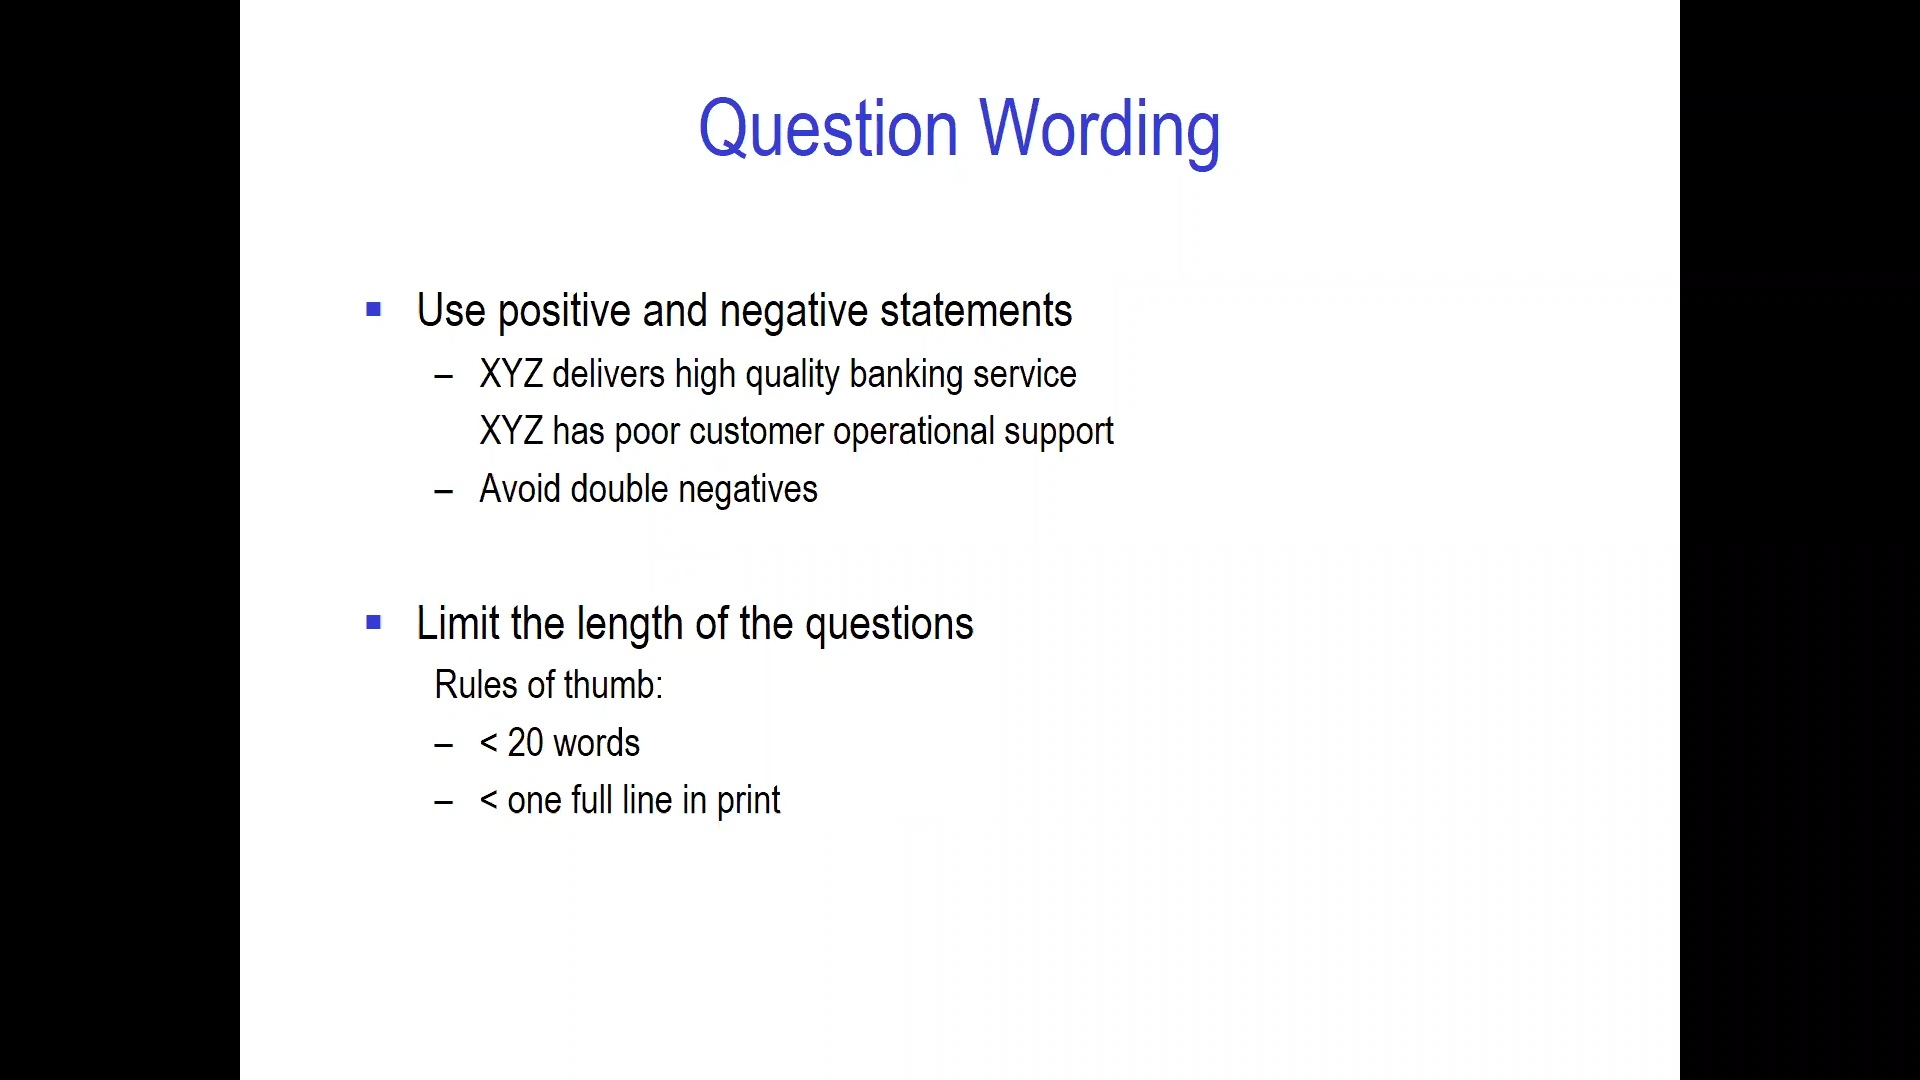 Question Wording
▪ Use positive and negative statements
– XYZ delivers high quality banking service
XYZ has poor customer operational support
– Avoid double negatives
▪ Limit the length of the questions
Rules of thumb:
– < 20 words
– < one full line in print